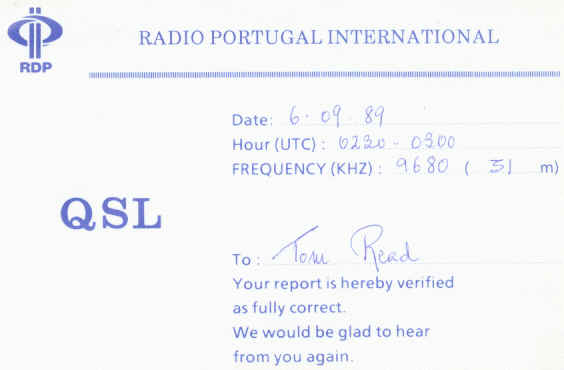 RDP
RADIO PORTUGAL INTERNATIONAL
Date: 6.09.89
Hour (UTC): 0230-0300
FREQUENCY (KHZ): 9680 ( 31 m)
QSL
To: Tom Read
Your report is hereby verified
as fully correct.
We would be glad to hear
from you again.